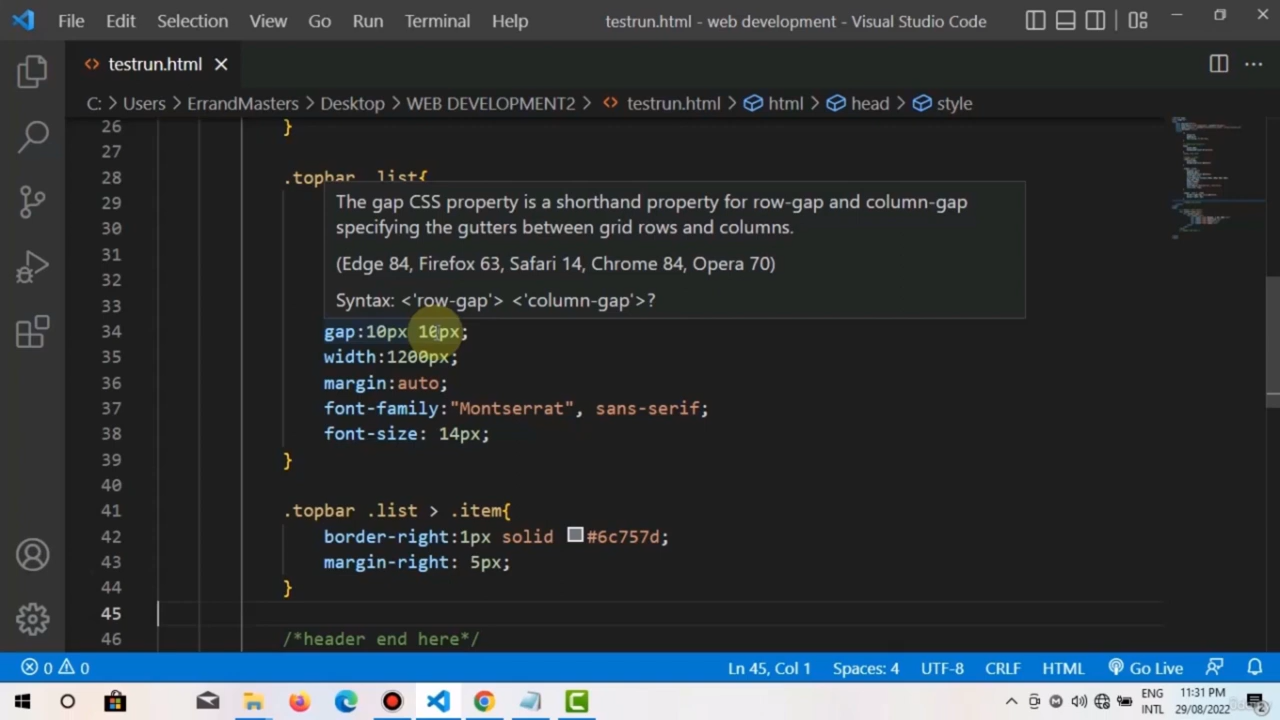 File Edit Selection View Go Run Terminal Help testrun.html - web development - Visual Studio Code
testrun.html
C: > Users > ErrandMasters > Desktop > WEB DEVELOPMENT2 > testrun.html > html > head > style
26 }
27
28 .topbar .list{
29
30
31
32
33
The gap CSS property is a shorthand property for row-gap and column-gap
specifying the gutters between grid rows and columns.
(Edge 84, Firefox 63, Safari 14, Chrome 84, Opera 70)
Syntax: <'row-gap'> <'column-gap'>?
34 gap:10px 10px;
35 width:1200px;
36 margin:auto;
37 font-family:"Montserrat", sans-serif;
38 font-size: 14px;
39 }
40
41 .topbar .list > .item{
42 border-right:1px solid #6c757d;
43 margin-right: 5px;
44 }
45
46 /*header end here*/
0 0 Ln 45, Col 1 Spaces: 4 UTF-8 CRLF HTML Go Live
ENG 11:31 PM
INTL 29/08/2022 2